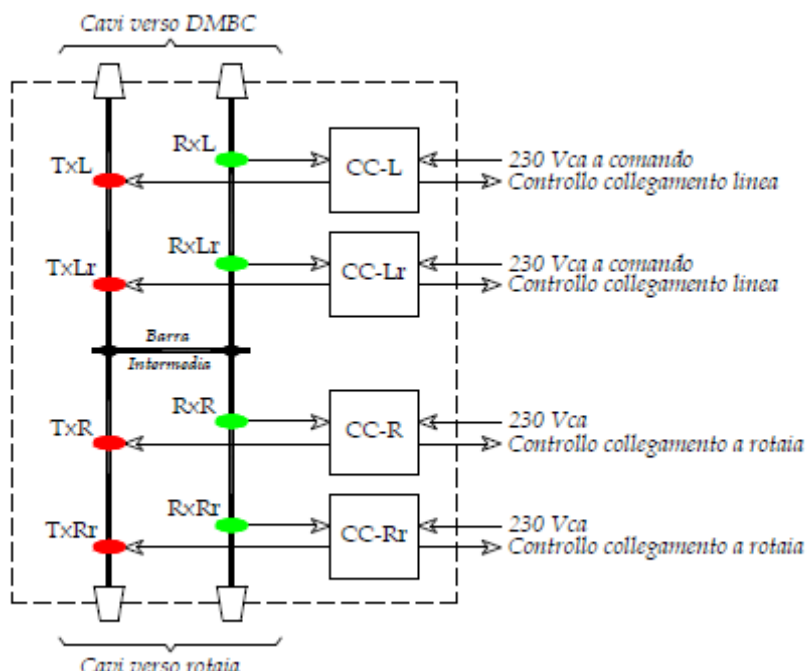 Cavi verso DMBC
RxL
TxL
CC-L
230 Vca a comando
Controllo collegamento linea
RxLr
TxLr
CC-Lr
230 Vca a comando
Controllo collegamento linea
Barra
Intermedia
RxR
TxR
CC-R
230 Vca
Controllo collegamento a rotaia
RxRr
TxRr
CC-Rr
230 Vca
Controllo collegamento a rotaia
Cavi verso rotaia